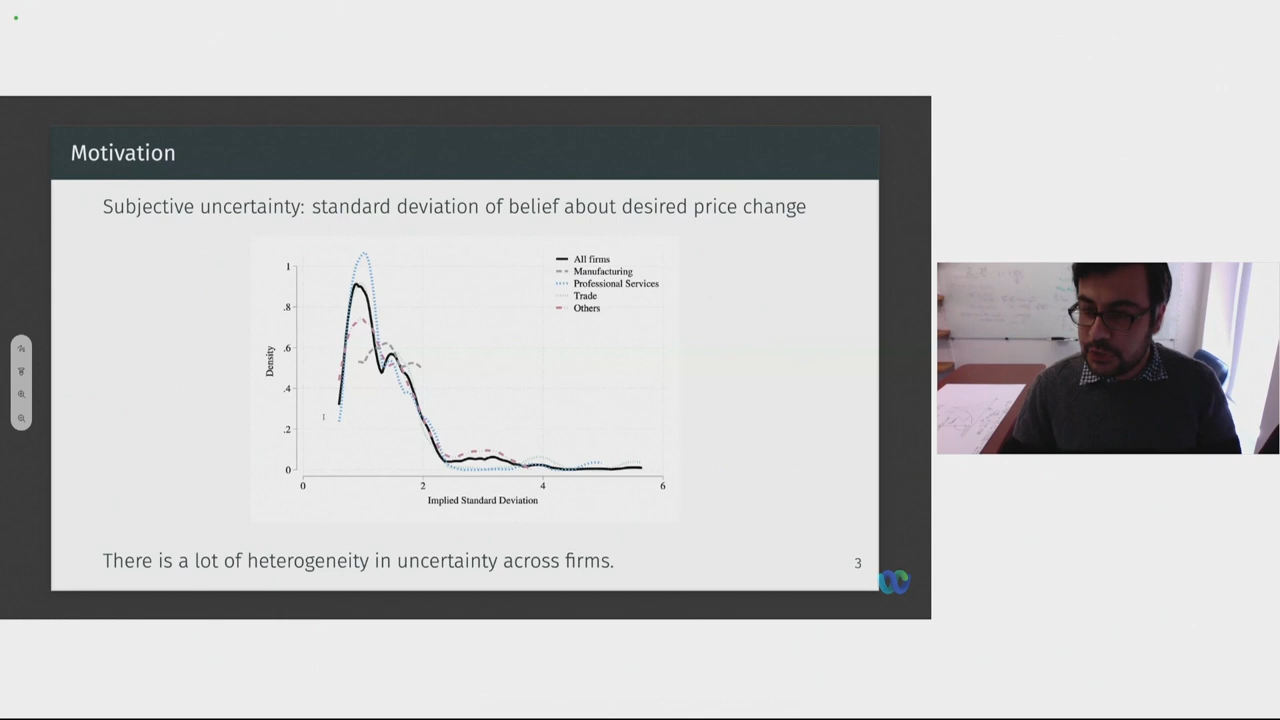 Motivation
Subjective uncertainty: standard deviation of belief about desired price change
All firms
Manufacturing
Professional Services
Trade
Others
Density
1
.8
.6
.4
.2
0
0 2 4 6
Implied Standard Deviation
There is a lot of heterogeneity in uncertainty across firms.
3